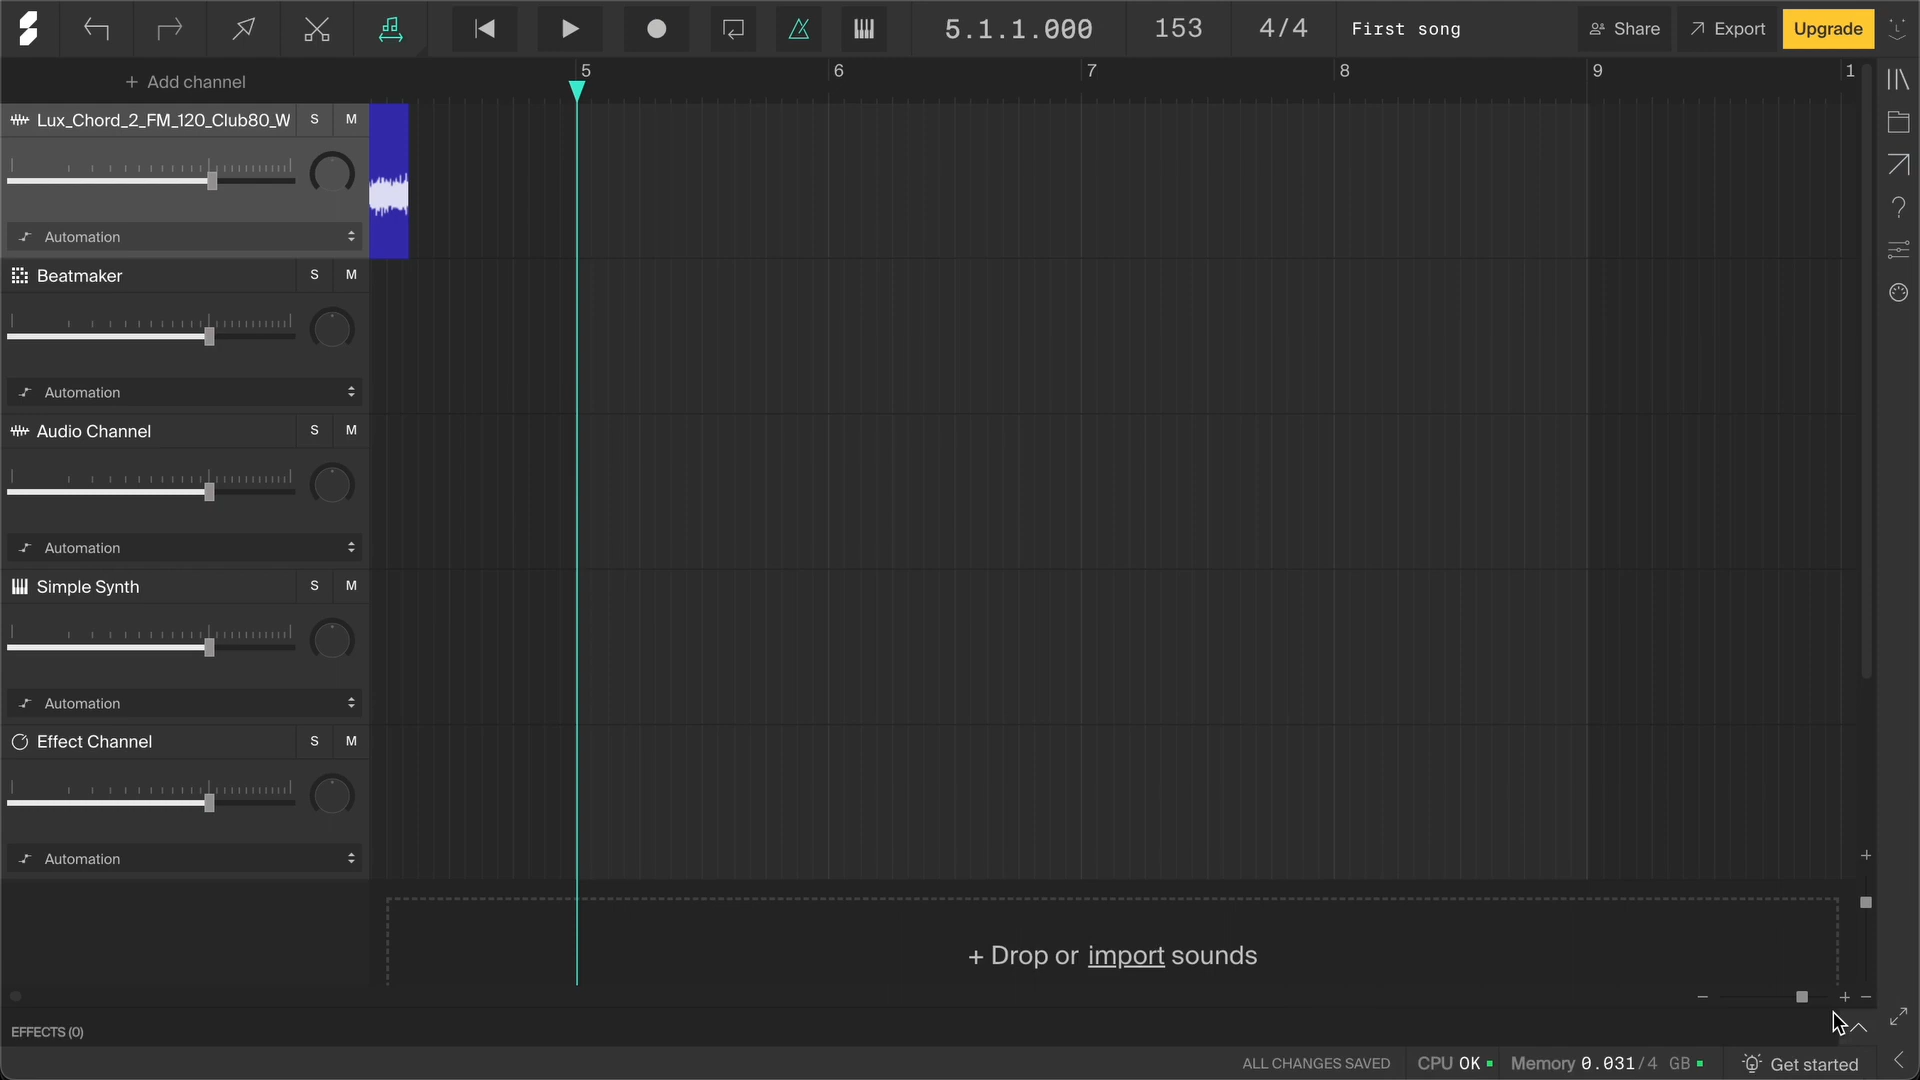 5.1.1.000
153
4/4
First song
Share
Export
Upgrade
+ Add channel
5
6
7
8
9
1
Lux_Chord_2_FM_120_Club80_W
S
M
Automation
Beatmaker
S
M
Automation
Audio Channel
S
M
Automation
Simple Synth
S
M
Automation
Effect Channel
S
M
Automation
+ Drop or import sounds
EFFECTS (0)
ALL CHANGES SAVED
CPU OK
Memory 0.031/4 GB
Get started